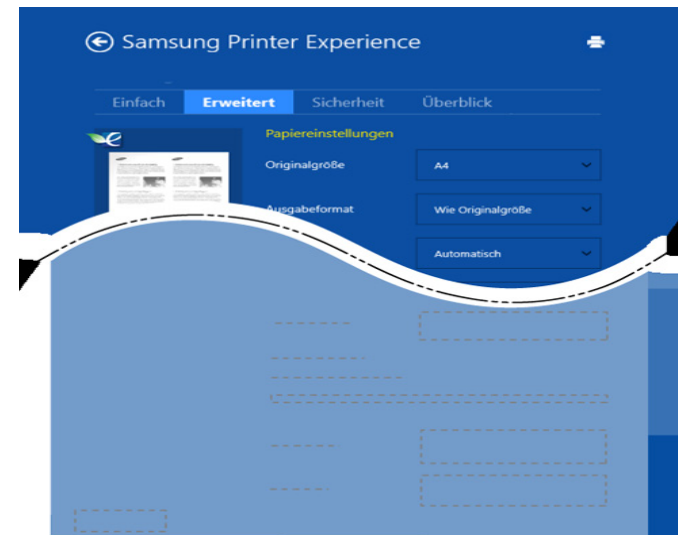 Samsung Printer Experience
Einfach Erweitert Sicherheit Überblick
Papiereinstellungen
Originalgröße A4
Ausgabeformat Wie Originalgröße
Automatisch